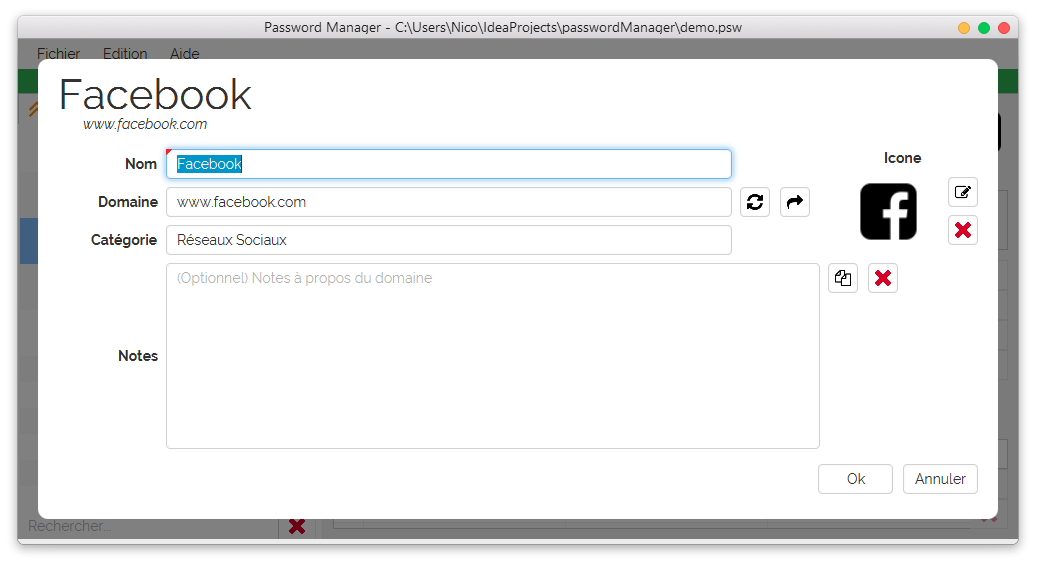 Password Manager - C:\Users\Nico\IdeaProjects\passwordManager\demo.psw
Fichier Edition Aide
Facebook
www.facebook.com
Nom Facebook
Icone
Domaine www.facebook.com
Catégorie Réseaux Sociaux
(Optionnel) Notes à propos du domaine
Notes
Ok Annuler
Rechercher...